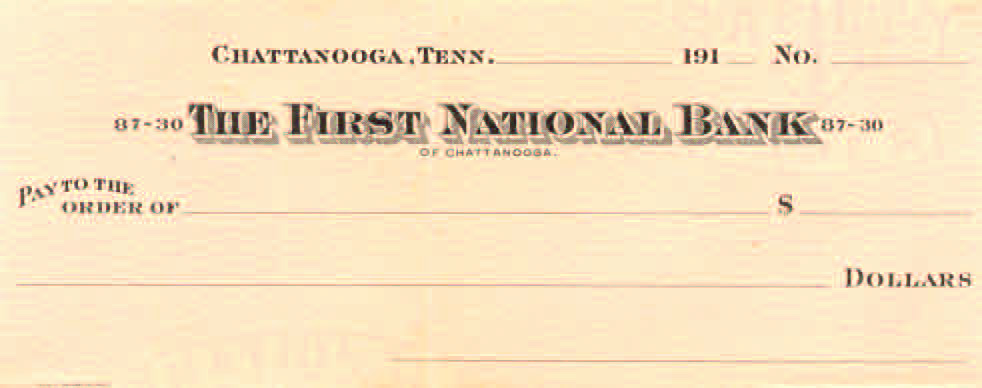 CHATTANOOGA, TENN. 191 NO.
87-30 THE FIRST NATIONAL BANK 87-30
OF CHATTANOOGA.
PAY TO THE
ORDER OF $
DOLLARS